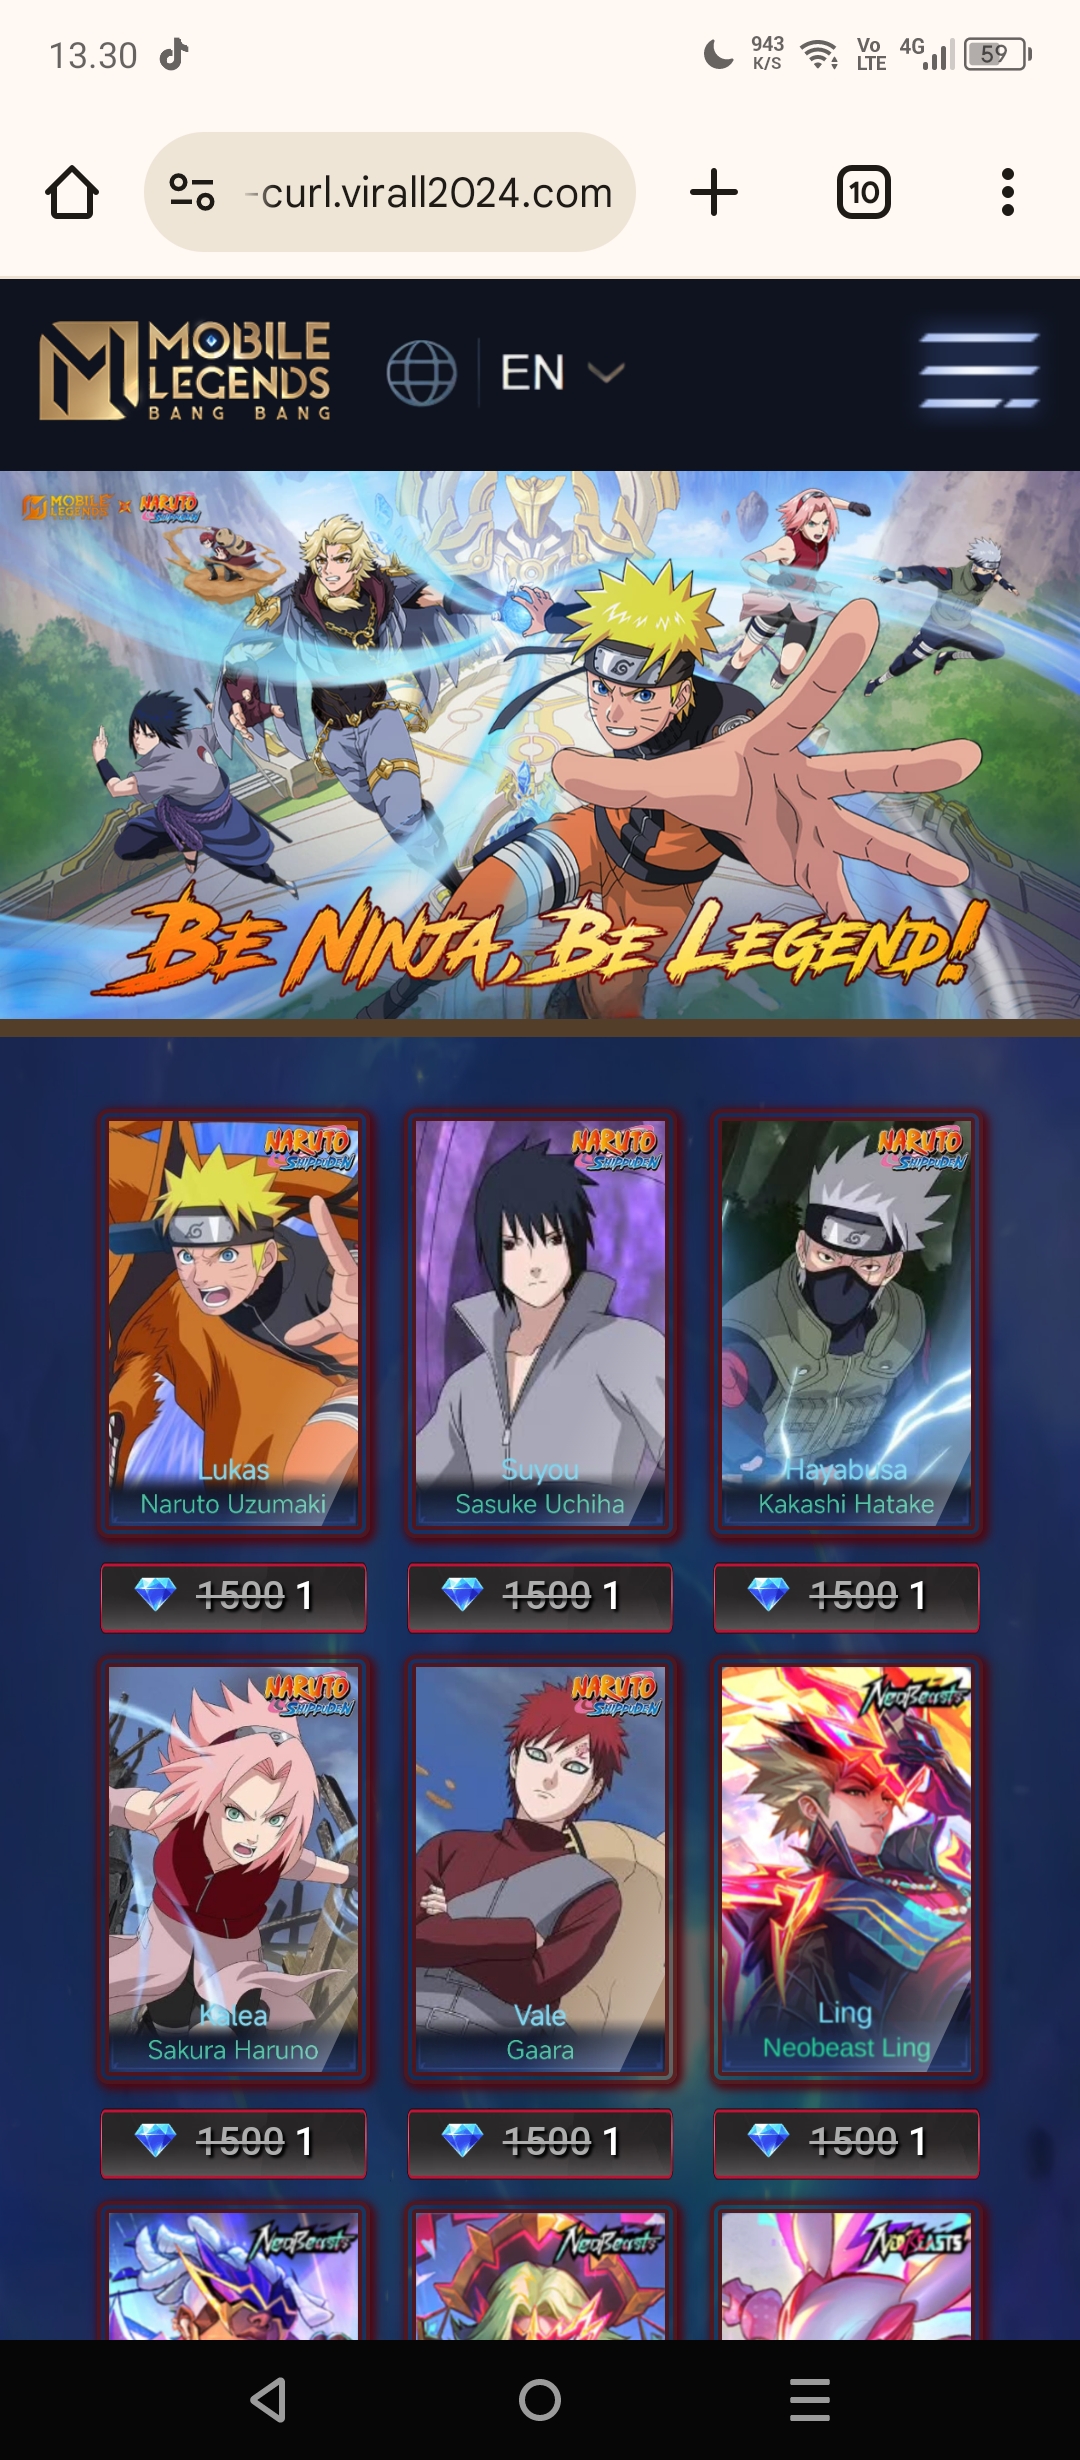 13.30
943
K/S
Vo
LTE
4G
59
-curl.virall2024.com
10
MOBILE
LEGENDS
BANG BANG
EN
MOBILE
LEGENDS
x
NARUTO
SHIPPUDEN
BE NINJA, BE LEGEND!
NARUTO
SHIPPUDEN
NARUTO
SHIPPUDEN
NARUTO
SHIPPUDEN
Lukas
Naruto Uzumaki
Suyou
Sasuke Uchiha
Hayabusa
Kakashi Hatake
1500 1
1500 1
1500 1
NARUTO
SHIPPUDEN
NARUTO
SHIPPUDEN
NEOBEASTS
Kalea
Sakura Haruno
Vale
Gaara
Ling
Neobeast Ling
1500 1
1500 1
1500 1
NEOBEASTS
NEOBEASTS
NEOBEASTS